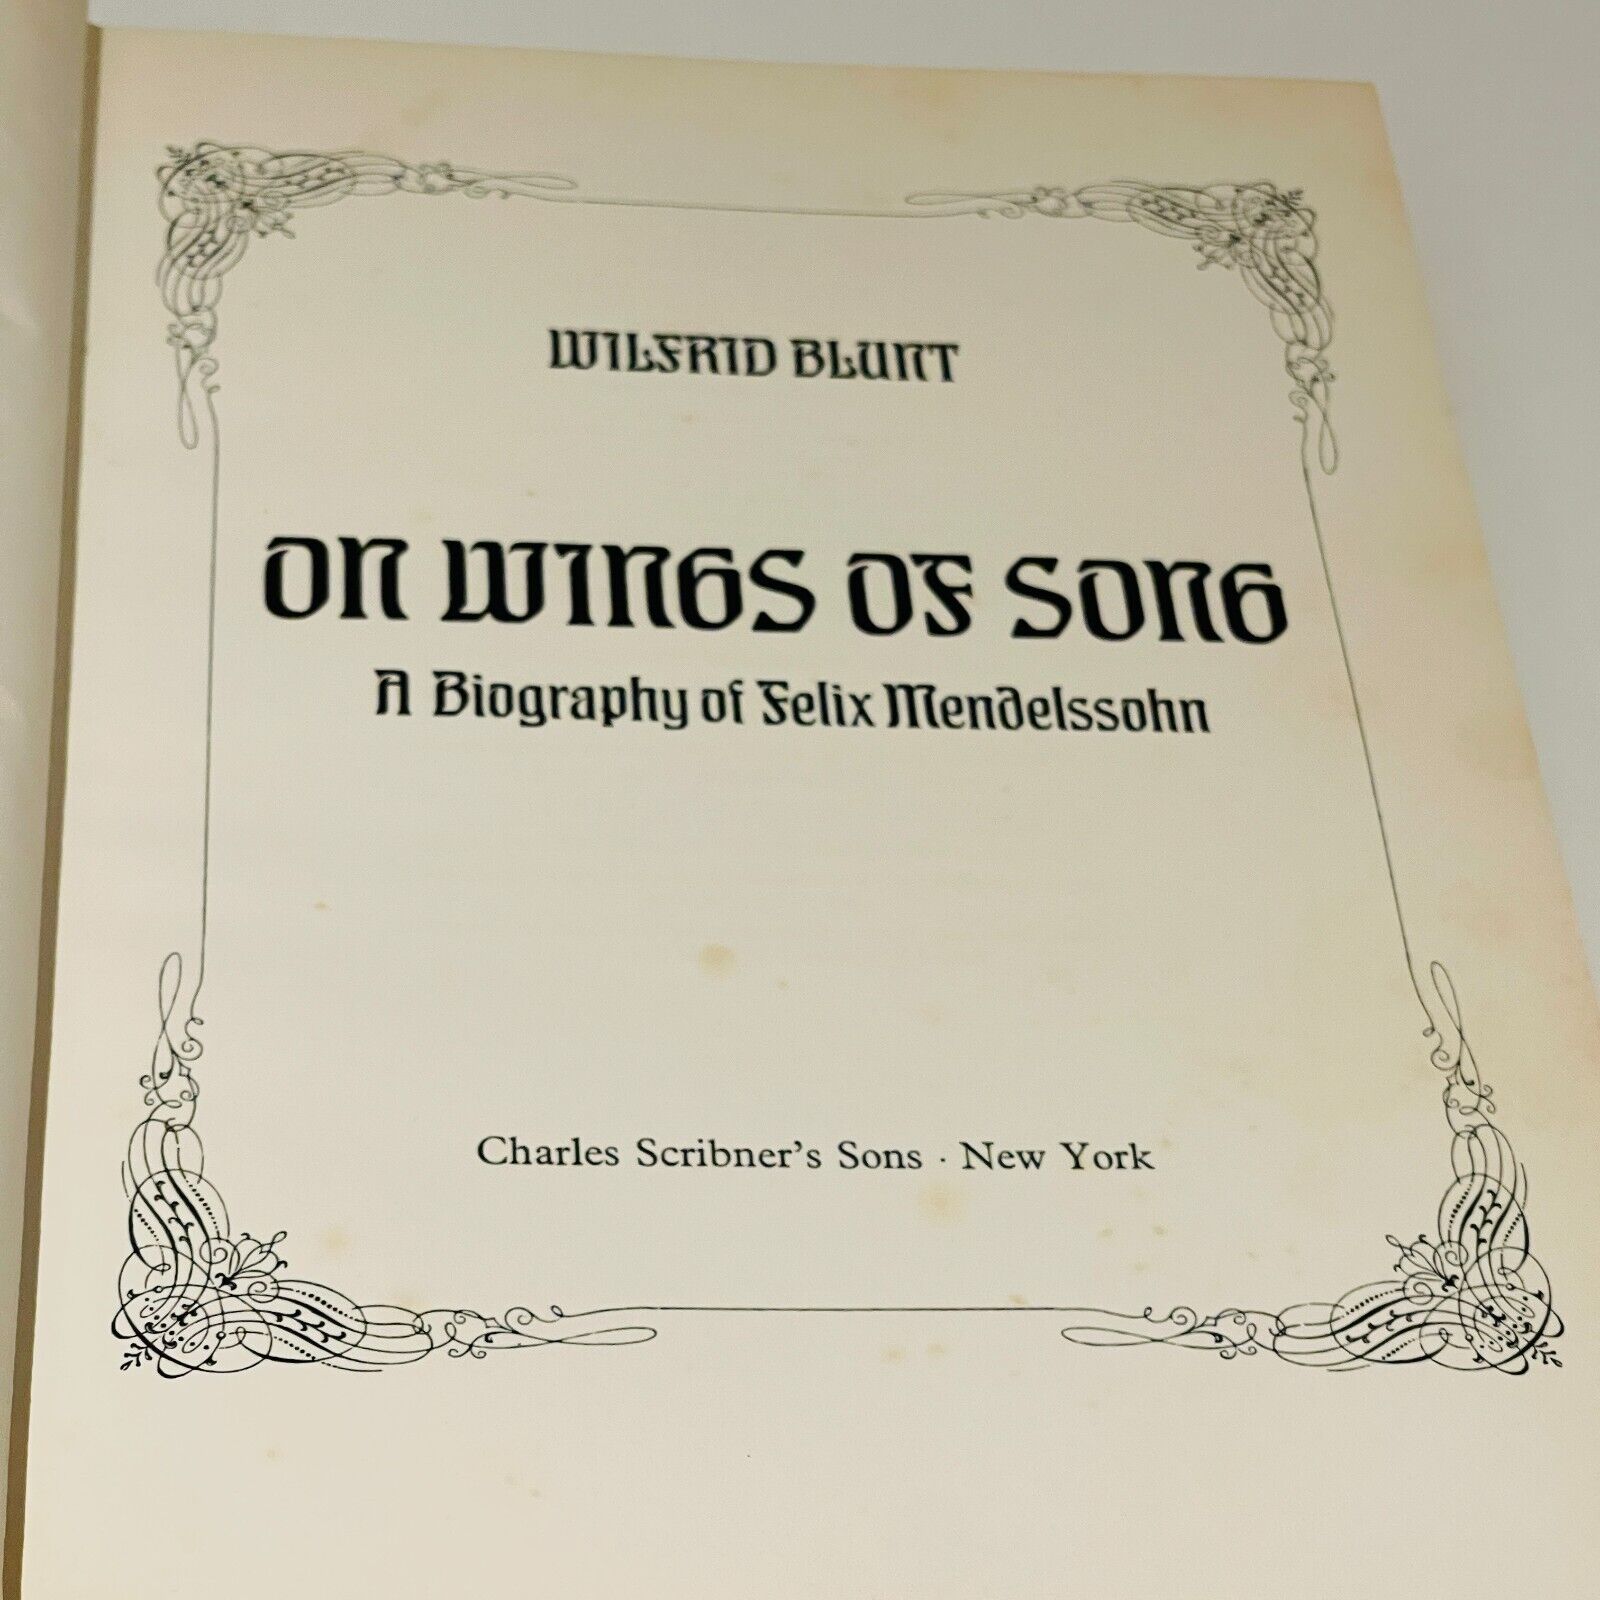 WILFRID BLUNT
ON WINGS OF SONG
A Biography of Felix Mendelssohn
Charles Scribner's Sons · New York